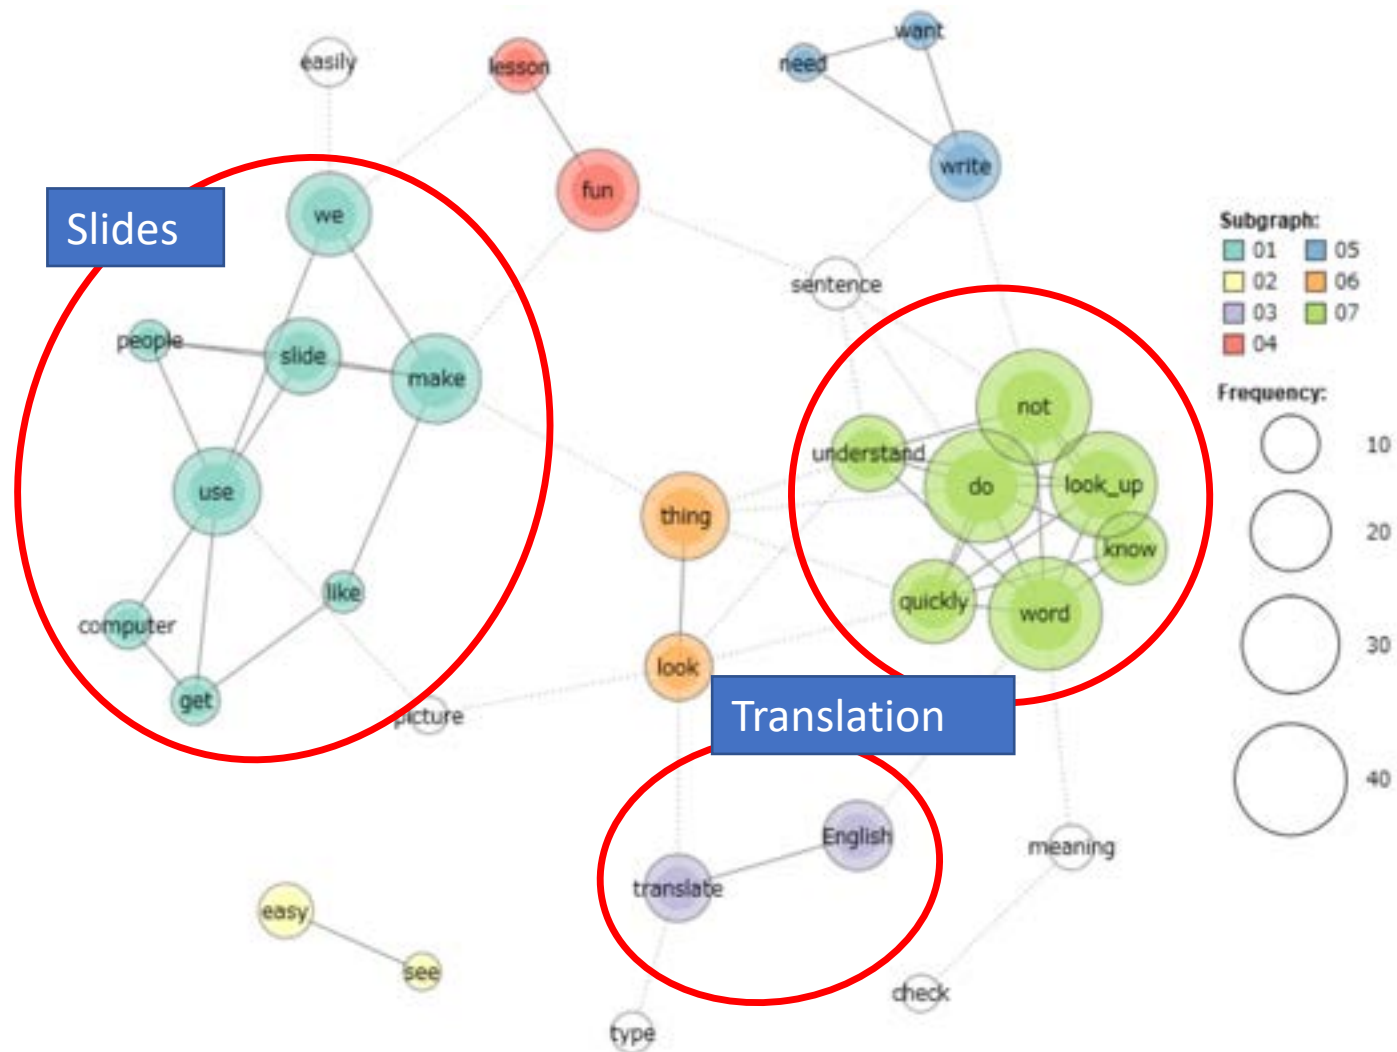 want
easily
lesson
need
write
Slides
we
fun
Subgraph:
01 05
02 06
03 07
04
sentence
people
slide
make
Frequency:
not
10
understand
do
look_up
use
thing
20
know
like
quickly
word
computer
30
look
get
picture
Translation
40
English
meaning
translate
easy
see
check
type